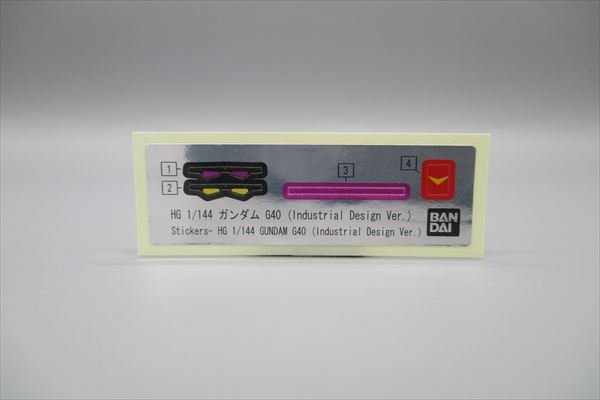 1
2
3
4
HG 1/144 ガンダム G40 (Industrial Design Ver.)
Stickers- HG 1/144 GUNDAM G40 (Industrial Design Ver.)
BAN
DAI